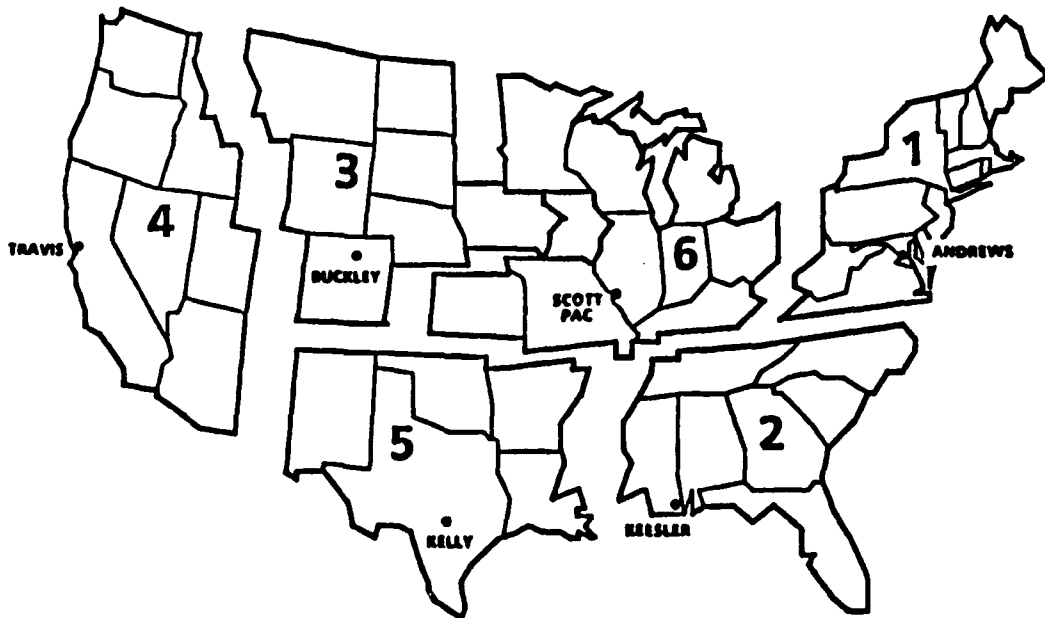 1
3
4
TRAVIS
BUCKLEY
6
ANDREWS
SCOTT
PAC
5
2
KELLY
KEESLER